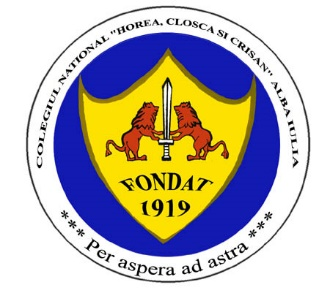 COLEGIUL NATIONAL "HOREA, CLOSCA SI CRISAN" ALBA IULIA
FONDAT
1919
*** Per aspera ad astra ***